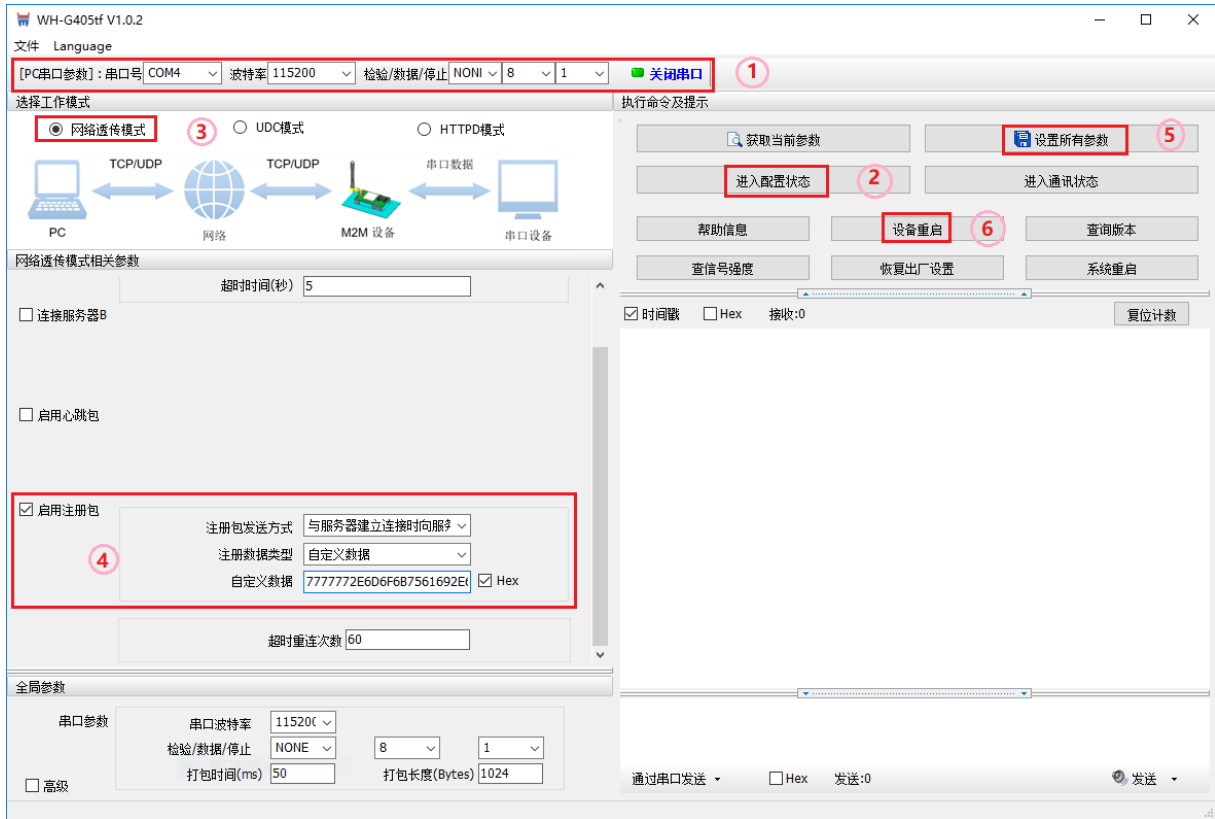 WH-G405tf V1.0.2
文件 Language
[PC串口参数]：串口号 COM4 波特率 115200 检验/数据/停止 NONI 8 1 关闭串口 1
选择工作模式
网络透传模式 3 UDC模式 HTTPD模式
TCP/UDP TCP/UDP 串口数据
PC 网络 M2M 设备 串口设备
网络透传模式相关参数
超时时间(秒) 5
连接服务器B
启用心跳包
启用注册包
4
注册包发送方式 与服务器建立连接时向服
注册数据类型 自定义数据
自定义数据 7777772E6D6F6B7561692E6 Hex
超时重连次数 60
全局参数
串口参数 串口波特率 115200
检验/数据/停止 NONE 8 1
打包时间(ms) 50 打包长度(Bytes) 1024
高级
执行命令及提示
获取当前参数 设置所有参数 5
进入配置状态 2 进入通讯状态
帮助信息 设备重启 6 查询版本
查信号强度 恢复出厂设置 系统重启
时间戳 Hex 接收:0 复位计数
通过串口发送 Hex 发送:0 发送